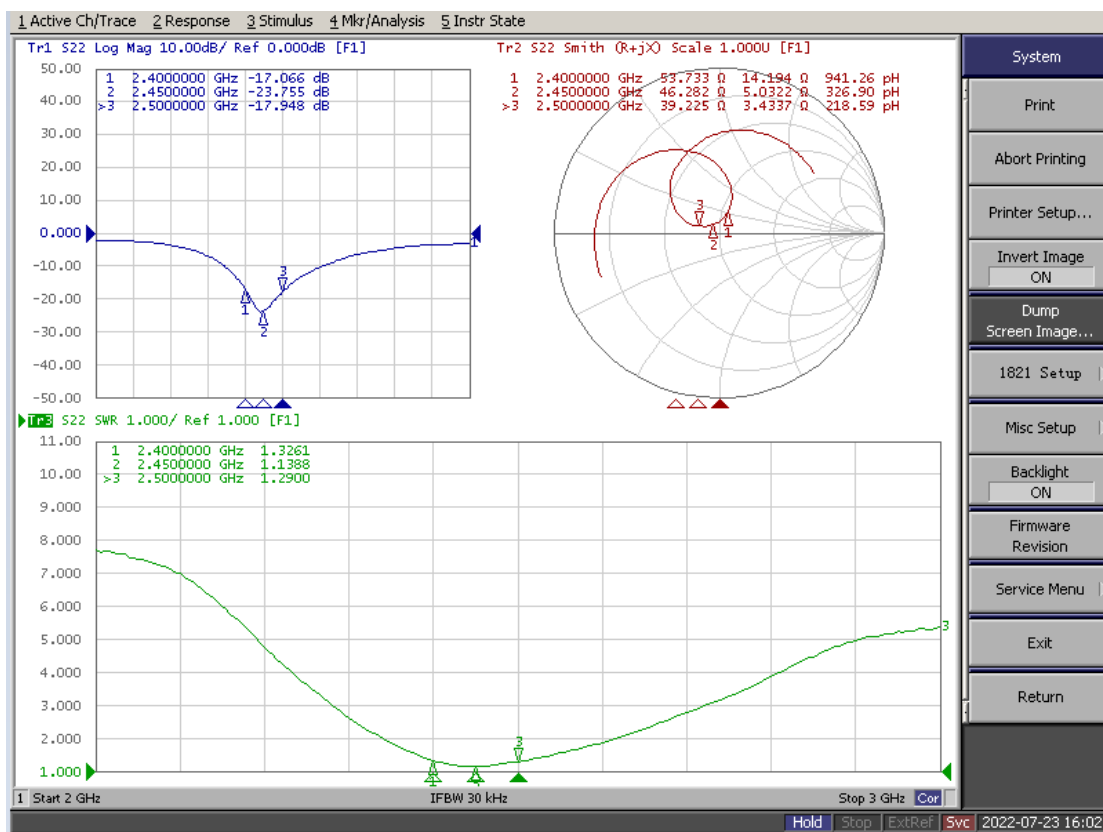 1 Active Ch/Trace 2 Response 3 Stimulus 4 Mkr/Analysis 5 Instr State
Tr1 S22 Log Mag 10.00dB/ Ref 0.000dB [F1]
50.00
40.00
30.00
20.00
10.00
0.000
-10.00
-20.00
-30.00
-40.00
-50.00
1 2.4000000 GHz -17.066 dB
2 2.4500000 GHz -23.755 dB
>3 2.5000000 GHz -17.948 dB
1
2
3
1
Tr2 S22 Smith (R+jX) Scale 1.000U [F1]
1 2.4000000 GHz 53.733 Ω 14.194 Ω 941.26 pH
2 2.4500000 GHz 46.282 Ω 5.0322 Ω 326.90 pH
>3 2.5000000 GHz 39.225 Ω 3.4337 Ω 218.59 pH
3
2
1
Tr3 S22 SWR 1.000/ Ref 1.000 [F1]
11.00
10.00
9.000
8.000
7.000
6.000
5.000
4.000
3.000
2.000
1.000
1 2.4000000 GHz 1.3261
2 2.4500000 GHz 1.1388
>3 2.5000000 GHz 1.2900
3
3
1 Start 2 GHz IFBW 30 kHz Stop 3 GHz Cor
System
Print
Abort Printing
Printer Setup...
Invert Image
ON
Dump
Screen Image...
1821 Setup
Misc Setup
Backlight
ON
Firmware
Revision
Service Menu
Exit
Return
Hold Stop ExtRef Svc 2022-07-23 16:02